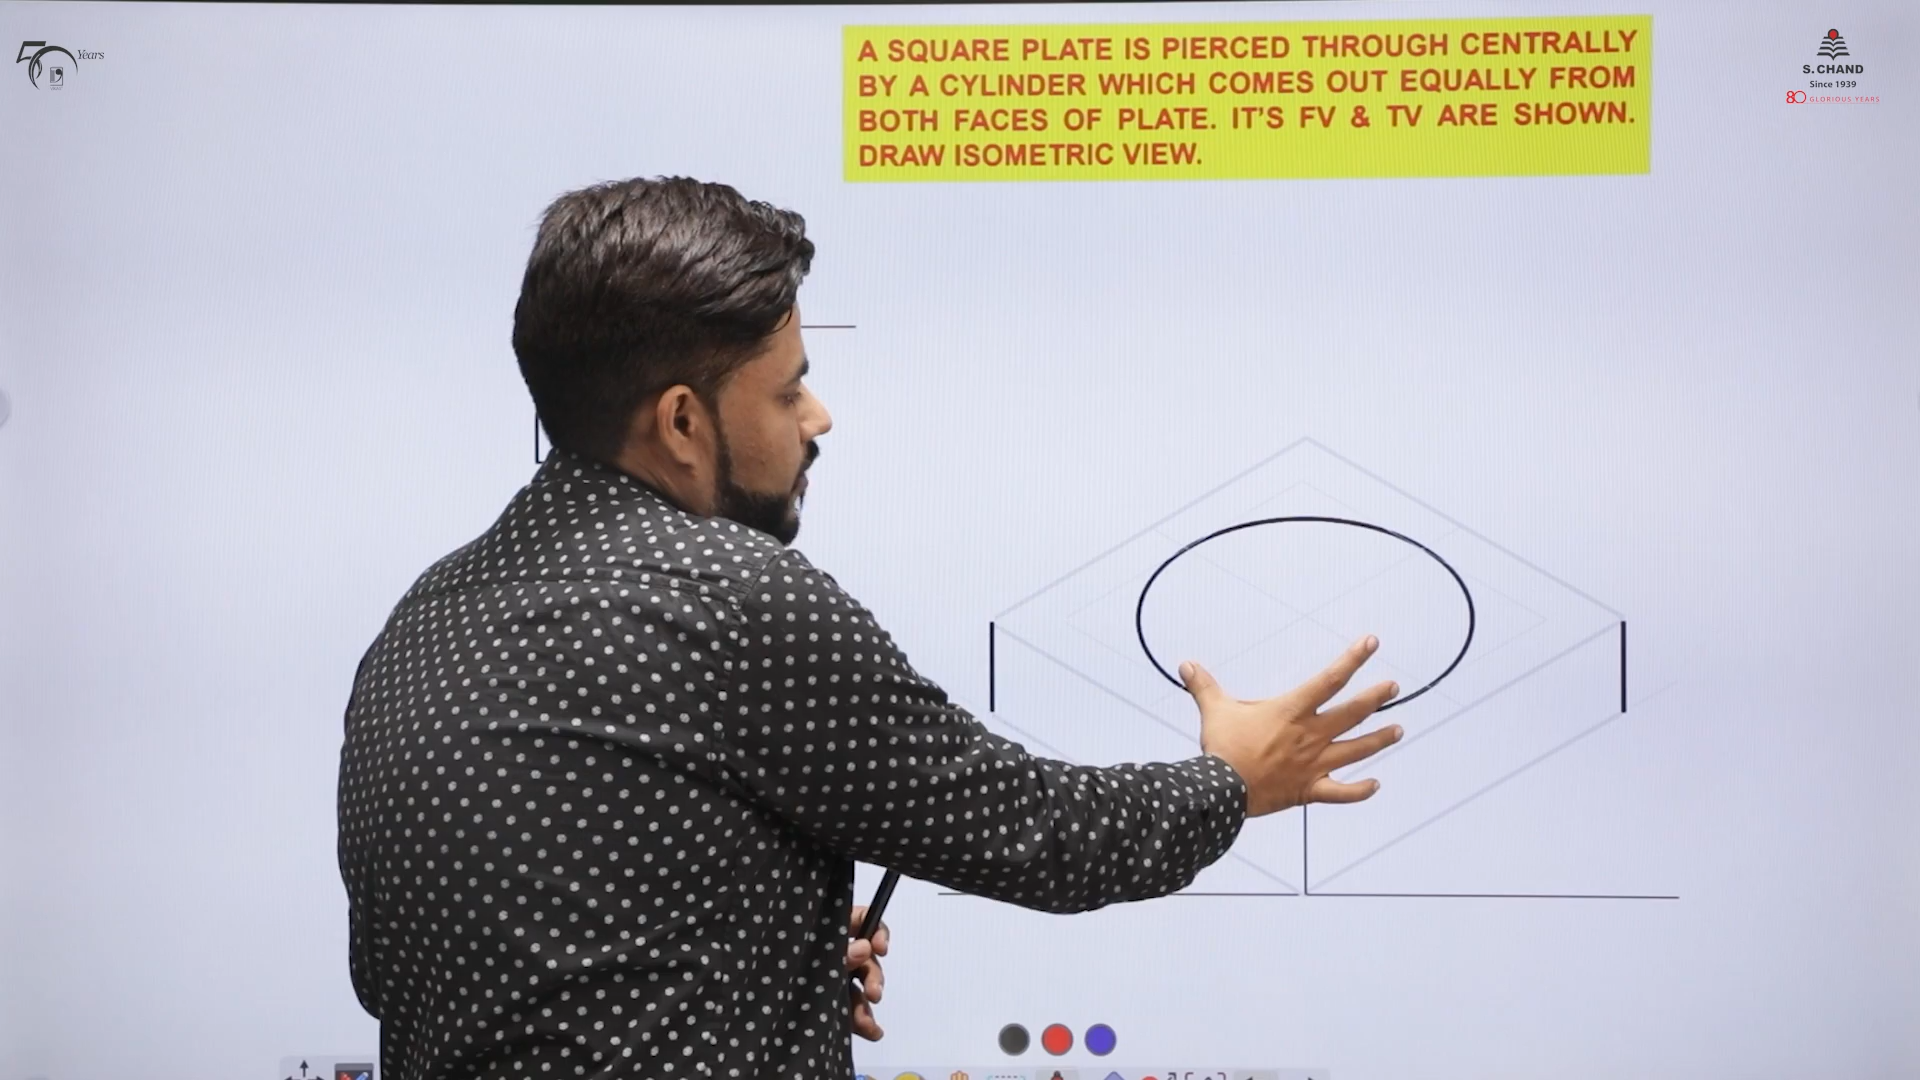 50 Years
A SQUARE PLATE IS PIERCED THROUGH CENTRALLY
BY A CYLINDER WHICH COMES OUT EQUALLY FROM
BOTH FACES OF PLATE. IT'S FV & TV ARE SHOWN.
DRAW ISOMETRIC VIEW.
S. CHAND
Since 1939
80 GLORIOUS YEARS